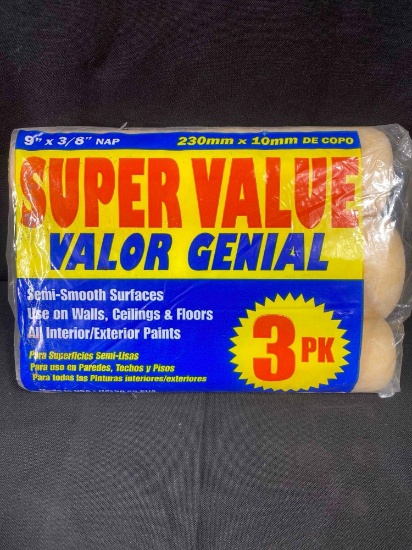 9" x 3/8" NAP 230mm x 10mm DE COPO
SUPER VALUE
VALOR GENIAL
Semi-Smooth Surfaces
Use on Walls, Ceilings & Floors
All Interior/Exterior Paints
Para Superficies Semi-Lisas
Para uso en Paredes, Techos y Pisos
Para todas las Pinturas interiores/exteriores
3 PK